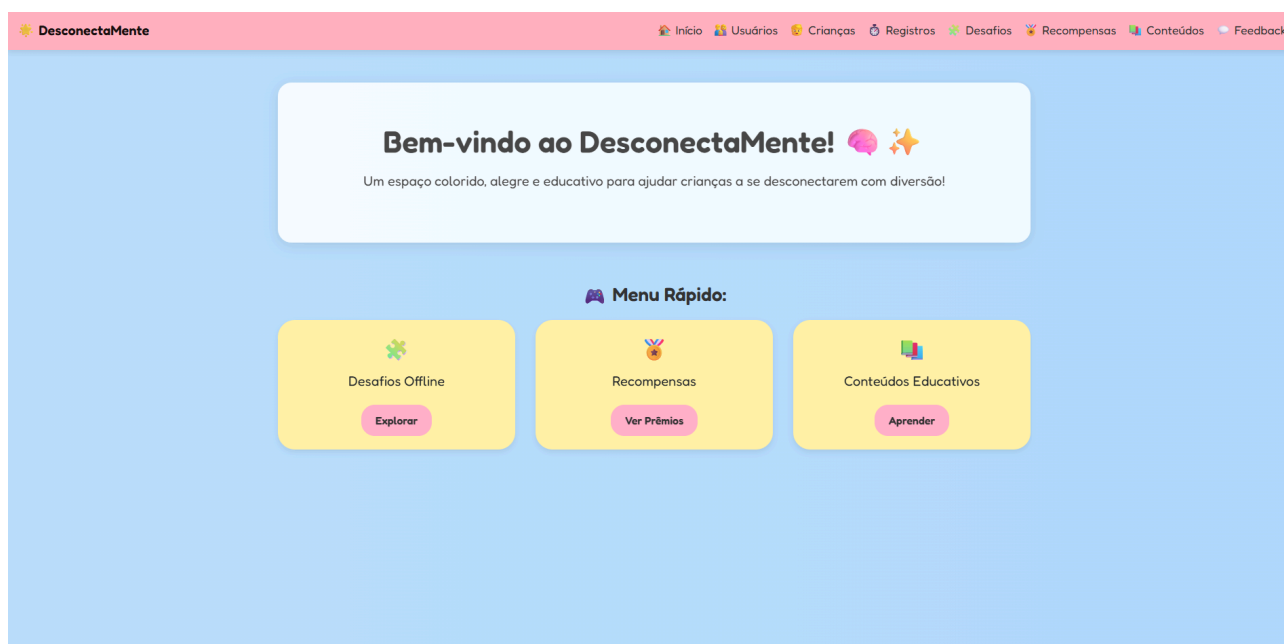 DesconectaMente
Início Usuários Crianças Registros Desafios Recompensas Conteúdos Feedback
Bem-vindo ao DesconectaMente!
Um espaço colorido, alegre e educativo para ajudar crianças a se desconectarem com diversão!
Menu Rápido:
Desafios Offline
Explorar
Recompensas
Ver Prêmios
Conteúdos Educativos
Aprender